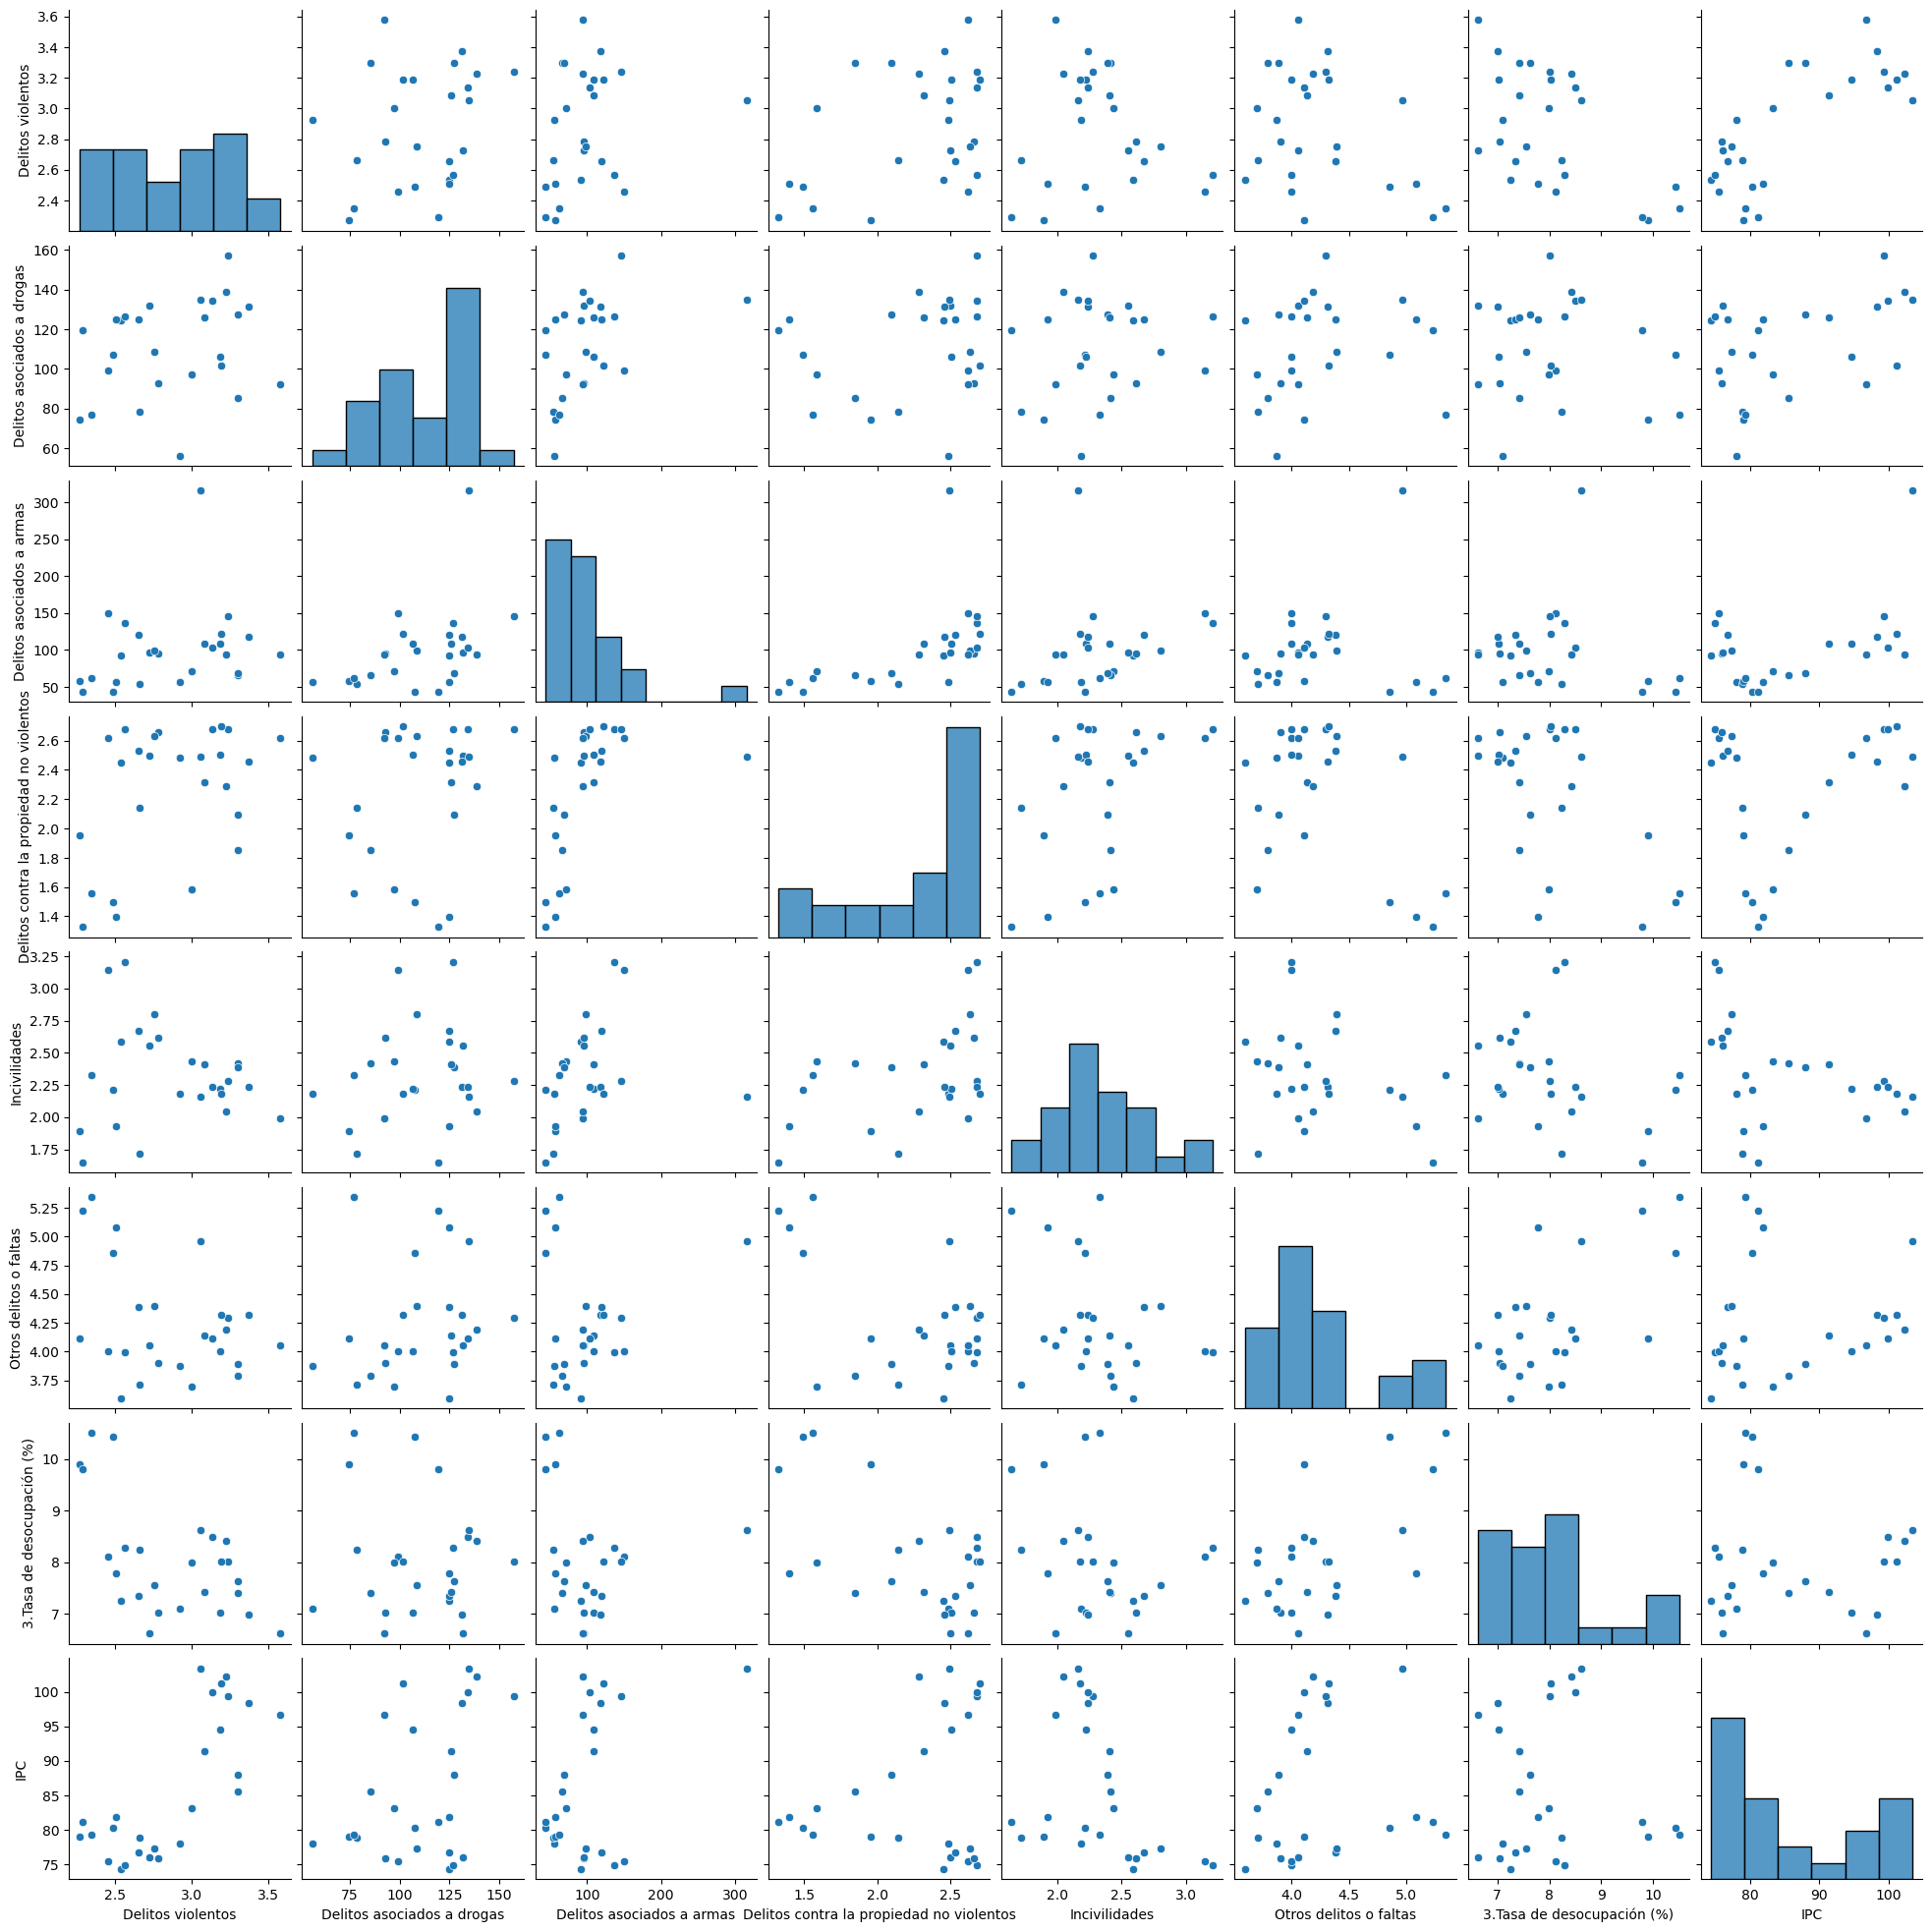 Delitos violentos
3.6
3.4
3.2
3.0
2.8
2.6
2.4
Delitos asociados a drogas
160
140
120
100
80
60
Delitos asociados a armas
300
250
200
150
100
50
Delitos contra la propiedad no violentos
2.6
2.4
2.2
2.0
1.8
1.6
1.4
Incivilidades
3.25
3.00
2.75
2.50
2.25
2.00
1.75
Otros delitos o faltas
5.25
5.00
4.75
4.50
4.25
4.00
3.75
3.Tasa de desocupación (%)
10
9
8
7
IPC
100
95
90
85
80
75
2.5 3.0 3.5
75 100 125 150
100 200 300
1.5 2.0 2.5
2.0 2.5 3.0
4.0 4.5 5.0
7 8 9 10
80 90 100
Delitos violentos
Delitos asociados a drogas
Delitos asociados a armas
Delitos contra la propiedad no violentos
Incivilidades
Otros delitos o faltas
3.Tasa de desocupación (%)
IPC